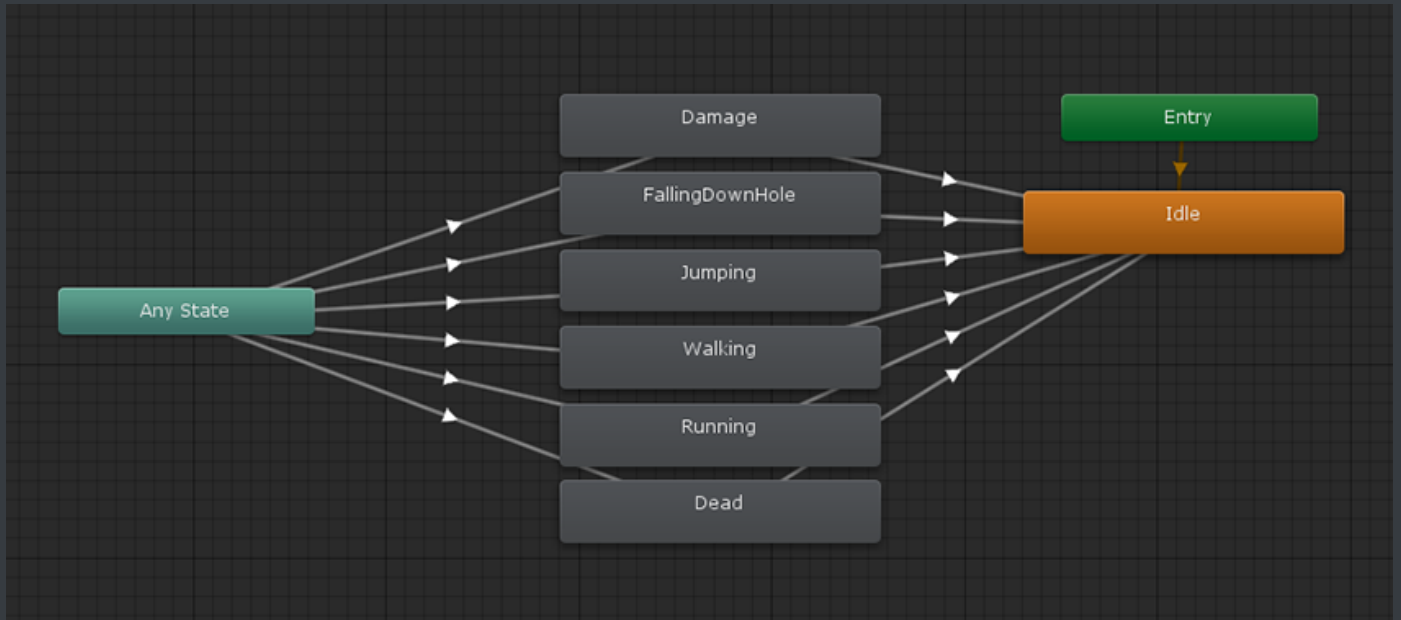 Damage
Entry
FallingDownHole
Idle
Jumping
Any State
Walking
Running
Dead